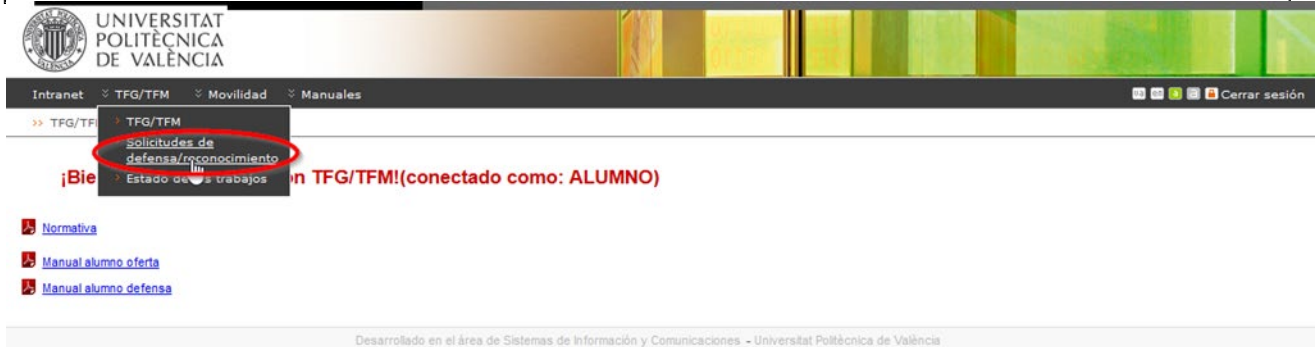 UNIVERSITAT
POLITÈCNICA
DE VALÈNCIA
Intranet TFG/TFM Movilidad Manuales Cerrar sesión
TFG/TFM
Solicitudes de
defensa/reconocimiento
Estado de trabajos
¡Bie n TFG/TFM!(conectado como: ALUMNO)
Normativa
Manual alumno oferta
Manual alumno defensa
Desarrollado en el área de Sistemas de Información y Comunicaciones - Universitat Politècnica de València